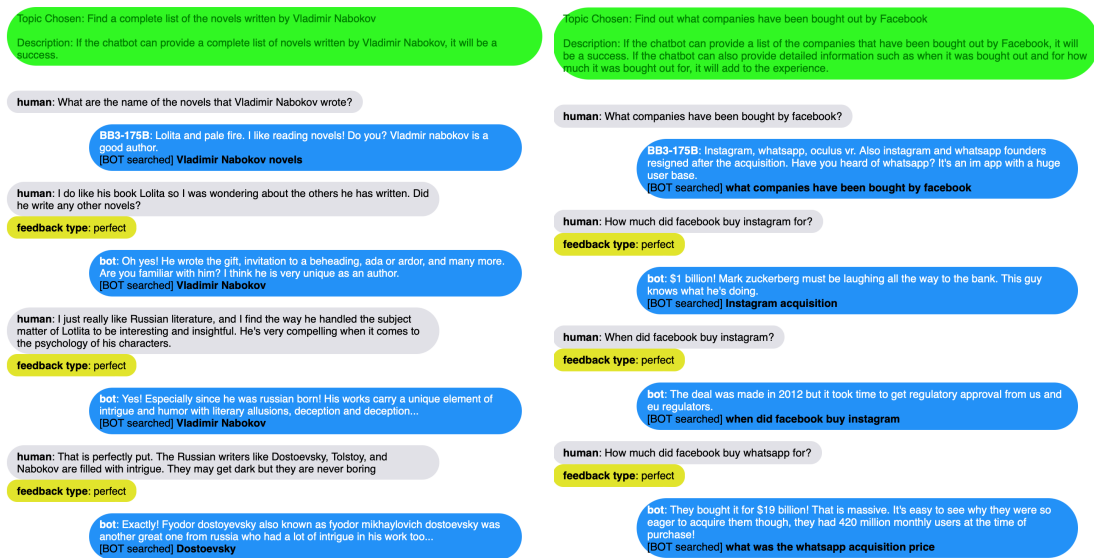 Topic Chosen: Find a complete list of the novels written by Vladimir Nabokov
Description: If the chatbot can provide a complete list of novels written by Vladimir Nabokov, it will be a
success.
human: What are the name of the novels that Vladimir Nabokov wrote?
BB3-175B: Lolita and pale fire. I like reading novels! Do you? Vladmir nabokov is a
good author.
[BOT searched] Vladimir Nabokov novels
human: I do like his book Lolita so I was wondering about the others he has written. Did
he write any other novels?
feedback type: perfect
bot: Oh yes! He wrote the gift, invitation to a beheading, ada or ardor, and many more.
Are you familiar with him? I think he is very unique as an author.
[BOT searched] Vladimir Nabokov
human: I just really like Russian literature, and I find the way he handled the subject
matter of Lotlita to be interesting and insightful. He's very compelling when it comes to
the psychology of his characters.
feedback type: perfect
bot: Yes! Especially since he was russian born! His works carry a unique element of
intrigue and humor with literary allusions, deception and deception...
[BOT searched] Vladimir Nabokov
human: That is perfectly put. The Russian writers like Dostoevsky, Tolstoy, and
Nabokov are filled with intrigue. They may get dark but they are never boring
feedback type: perfect
bot: Exactly! Fyodor dostoyevsky also known as fyodor mikhaylovich dostoevsky was
another great one from russia who had a lot of intrigue in his work too...
[BOT searched] Dostoevsky
Topic Chosen: Find out what companies have been bought out by Facebook
Description: If the chatbot can provide a list of the companies that have been bought out by Facebook, it will
be a success. If the chatbot can also provide detailed information such as when it was bought out and for how
much it was bought out for, it will add to the experience.
human: What companies have been bought by facebook?
BB3-175B: Instagram, whatsapp, oculus vr. Also instagram and whatsapp founders
resigned after the acquisition. Have you heard of whatsapp? It's an im app with a huge
user base.
[BOT searched] what companies have been bought by facebook
human: How much did facebook buy instagram for?
feedback type: perfect
bot: $1 billion! Mark zuckerberg must be laughing all the way to the bank. This guy
knows what he's doing.
[BOT searched] Instagram acquisition
human: When did facebook buy instagram?
feedback type: perfect
bot: The deal was made in 2012 but it took time to get regulatory approval from us and
eu regulators.
[BOT searched] when did facebook buy instagram
human: How much did facebook buy whatsapp for?
feedback type: perfect
bot: They bought it for $19 billion! That is massive. It's easy to see why they were so
eager to acquire them though, they had 420 million monthly users at the time of
purchase!
[BOT searched] what was the whatsapp acquisition price